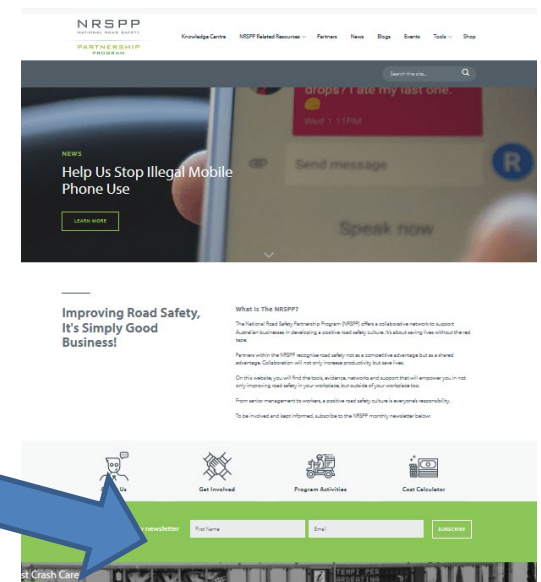 NRSPP
NATIONAL ROAD SAFETY
PARTNERSHIP
PROGRAM
Knowledge Centre
NRSPP Related Resources
Partners
News
Blogs
Events
Tools
Shop
Search the site...
drops? I ate my last one.
Wed 1:11PM
Send message
R
Speak now
NEWS
Help Us Stop Illegal Mobile
Phone Use
LEARN MORE
Improving Road Safety,
It's Simply Good
Business!
What Is The NRSPP?
The National Road Safety Partnership Program (NRSPP) offers a collaborative network to support
Australian businesses in developing a positive road safety culture. It's about saving lives without the red
tape.
Partners within the NRSPP recognise road safety not as a competitive advantage but as a shared
advantage. Collaboration will not only increase productivity but save lives.
On this website, you will find the tools, evidence, networks and support that will empower you in not
only improving road safety in your workplace, but outside of your workplace too.
From senior management to workers, a positive road safety culture is everyone's responsibility.
To be involved and kept informed, subscribe to the NRSPP monthly newsletter below:
Us
Get Involved
Program Activities
Cost Calculator
newsletter
First Name
Email
SUBSCRIBE
st Crash Care
TEMPI PER
ARDEATINA